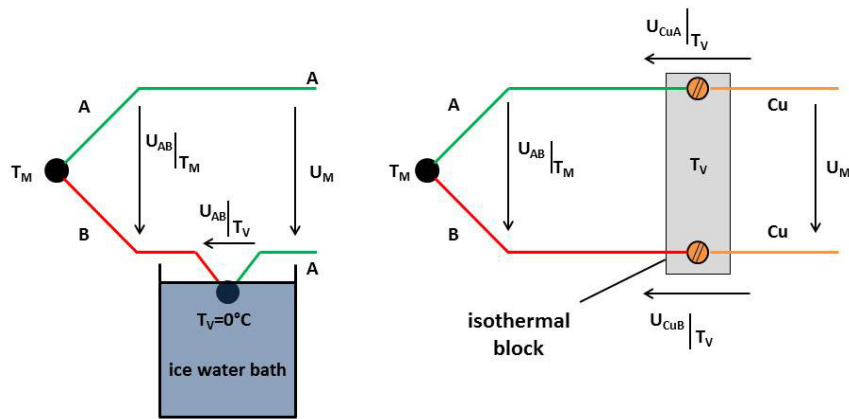 A
A
U_AB|T_M
T_M
U_M
B
U_AB|T_V
A
T_V=0°C
ice water bath
U_CuA|T_V
A
Cu
U_AB|T_M
T_M
T_V
U_M
B
Cu
isothermal
block
U_CuB|T_V